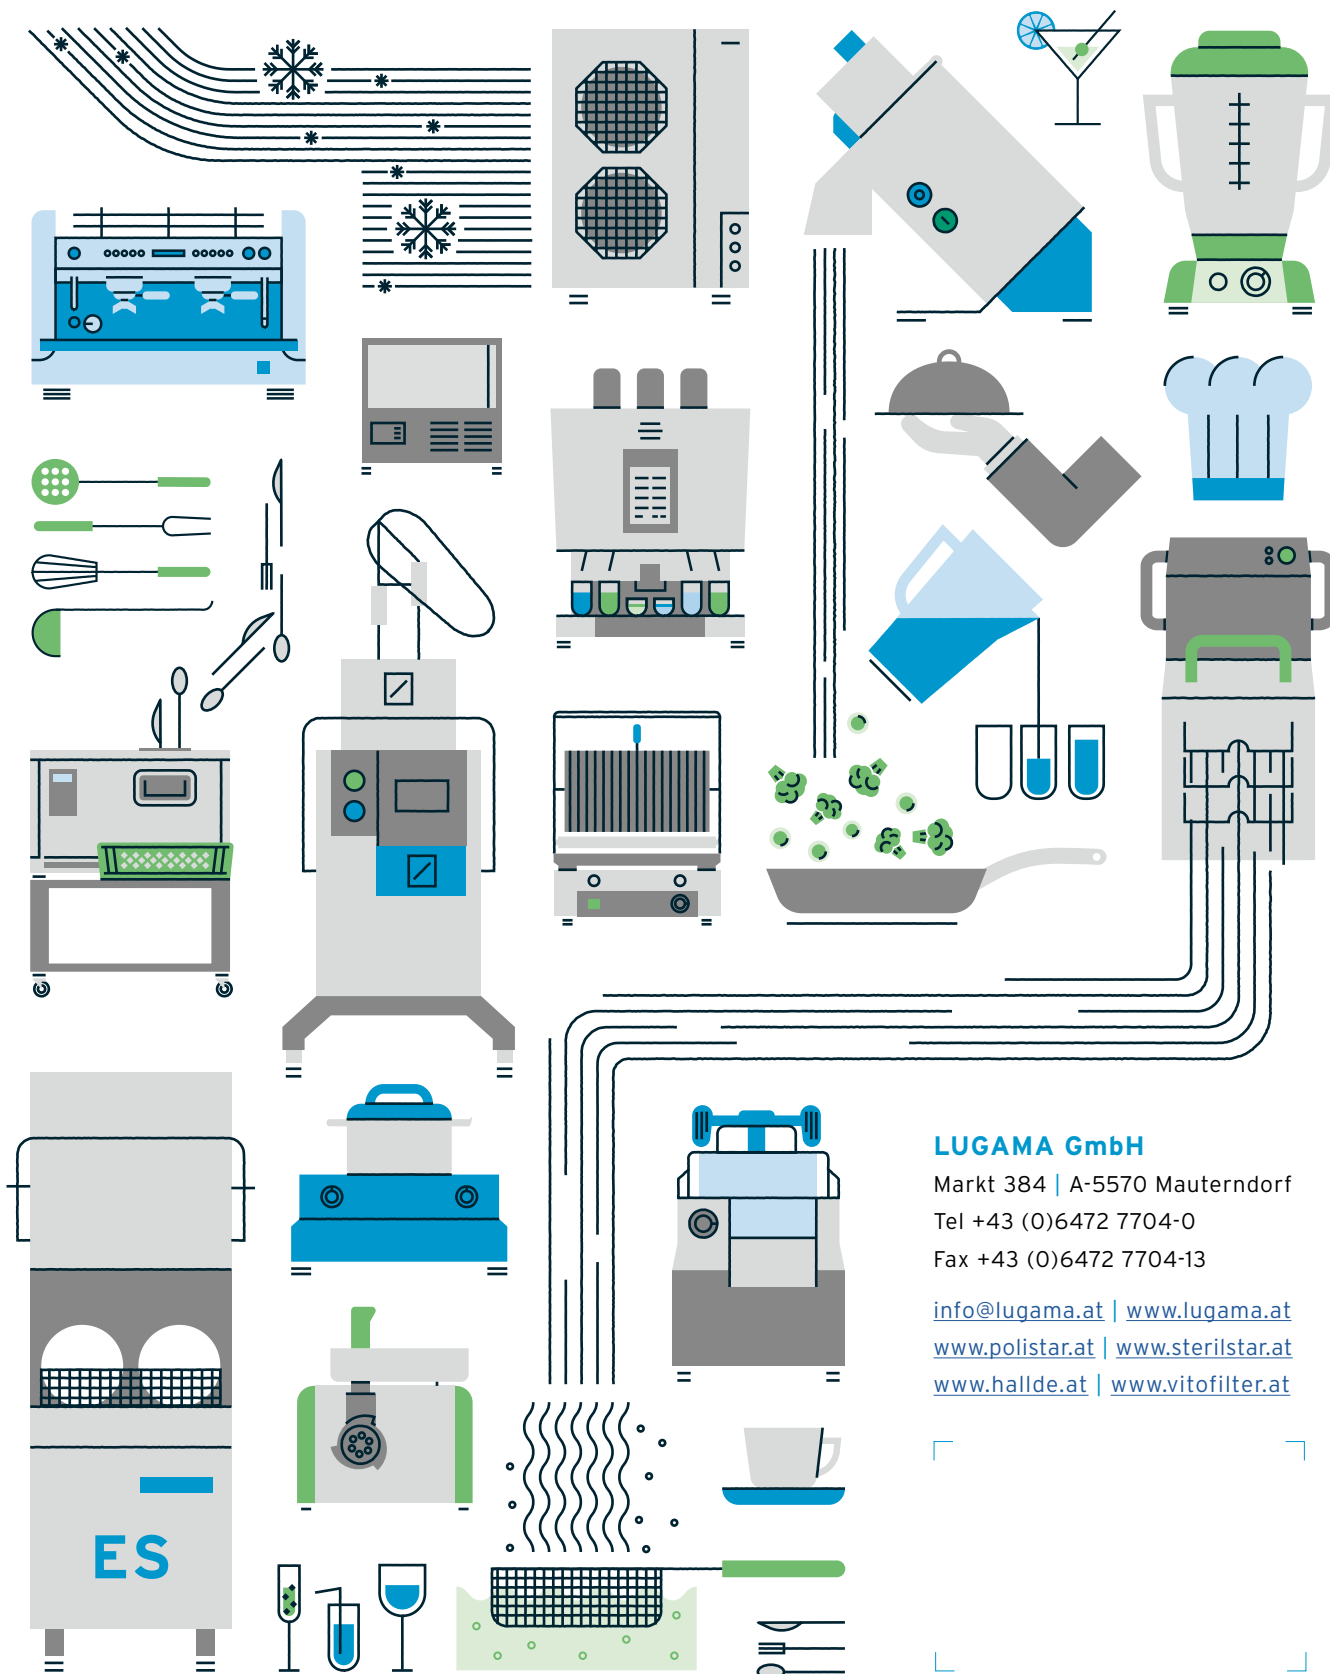 LUGAMA GmbH
Markt 384 | A-5570 Mauterndorf
Tel +43 (0)6472 7704-0
Fax +43 (0)6472 7704-13
info@lugama.at | www.lugama.at
www.polistar.at | www.sterilstar.at
www.hallde.at | www.vitofilter.at
ES